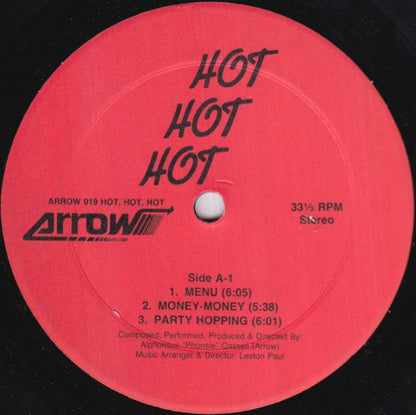 HOT
HOT
HOT
ARROW 019 HOT, HOT, HOT
33⅓ RPM
arrow
Stereo
Side A-1
1. MENU (6:05)
2. MONEY-MONEY (5:38)
3. PARTY HOPPING (6:01)
Composed, Performed, Produced & Directed By:
Alphonsus "Phonsie" Cassell (Arrow)
Music Arranger & Director: Leston Paul